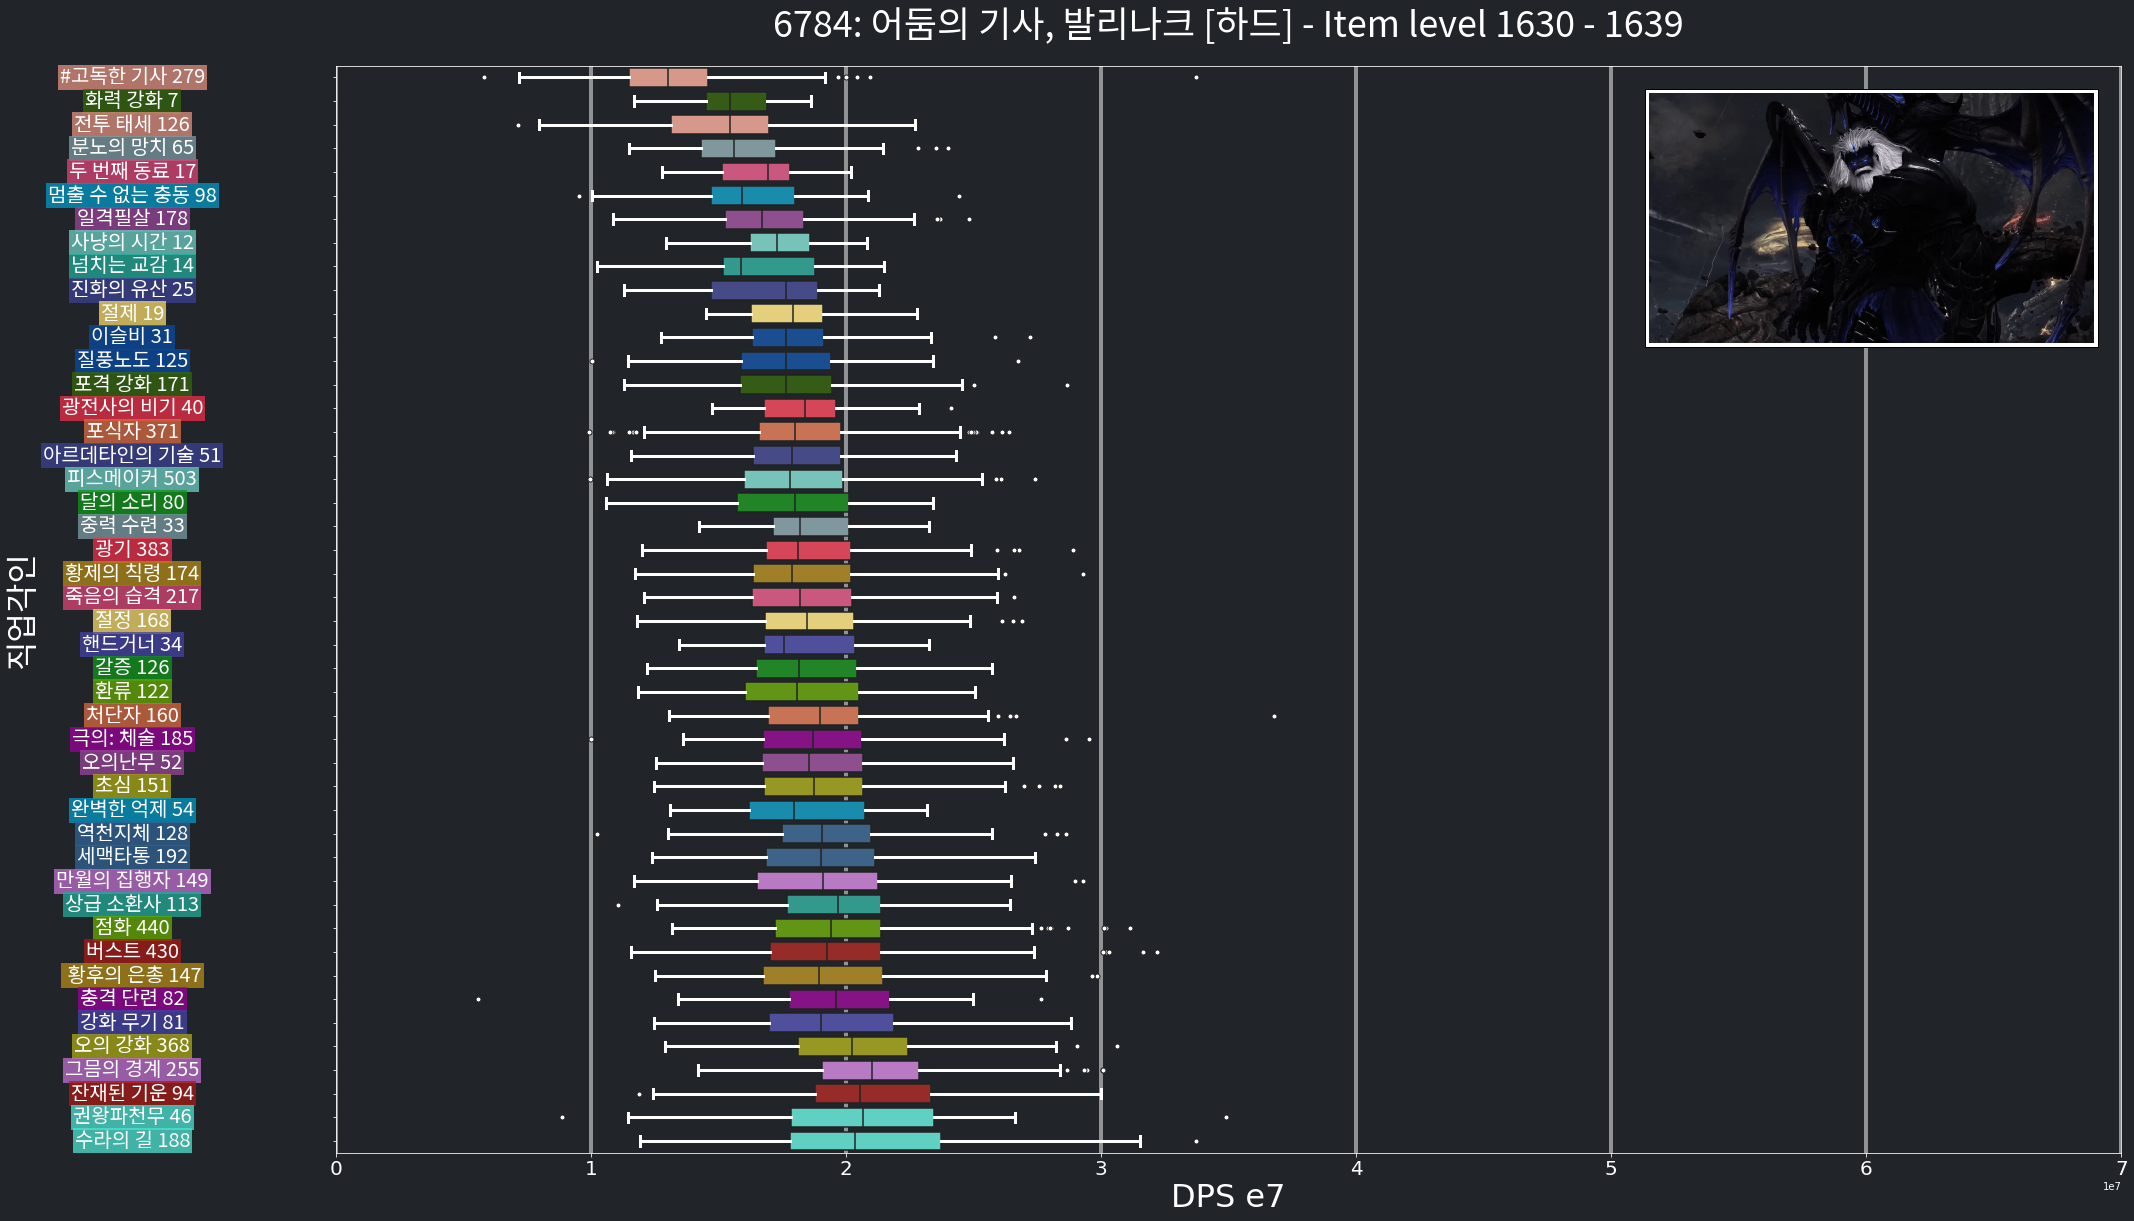 6784: 어둠의 기사, 발리나크 [하드] - Item level 1630 - 1639
#고독한 기사 279
화력 강화 7
전투 태세 126
분노의 망치 65
두 번째 동료 17
멈출 수 없는 충동 98
일격필살 178
사냥의 시간 12
넘치는 교감 14
진화의 유산 25
절제 19
이슬비 31
질풍노도 125
포격 강화 171
광전사의 비기 40
포식자 371
아르데타인의 기술 51
피스메이커 503
달의 소리 80
중력 수련 33
광기 383
황제의 칙령 174
죽음의 습격 217
절정 168
핸드거너 34
갈증 126
환류 122
처단자 160
극의: 체술 185
오의난무 52
초심 151
완벽한 억제 54
역천지체 128
세맥타통 192
만월의 집행자 149
상급 소환사 113
점화 440
버스트 430
황후의 은총 147
충격 단련 82
강화 무기 81
오의 강화 368
그믐의 경계 255
잔재된 기운 94
권왕파천무 46
수라의 길 188
직업각인
0 1 2 3 4 5 6 7
1e7
DPS e7